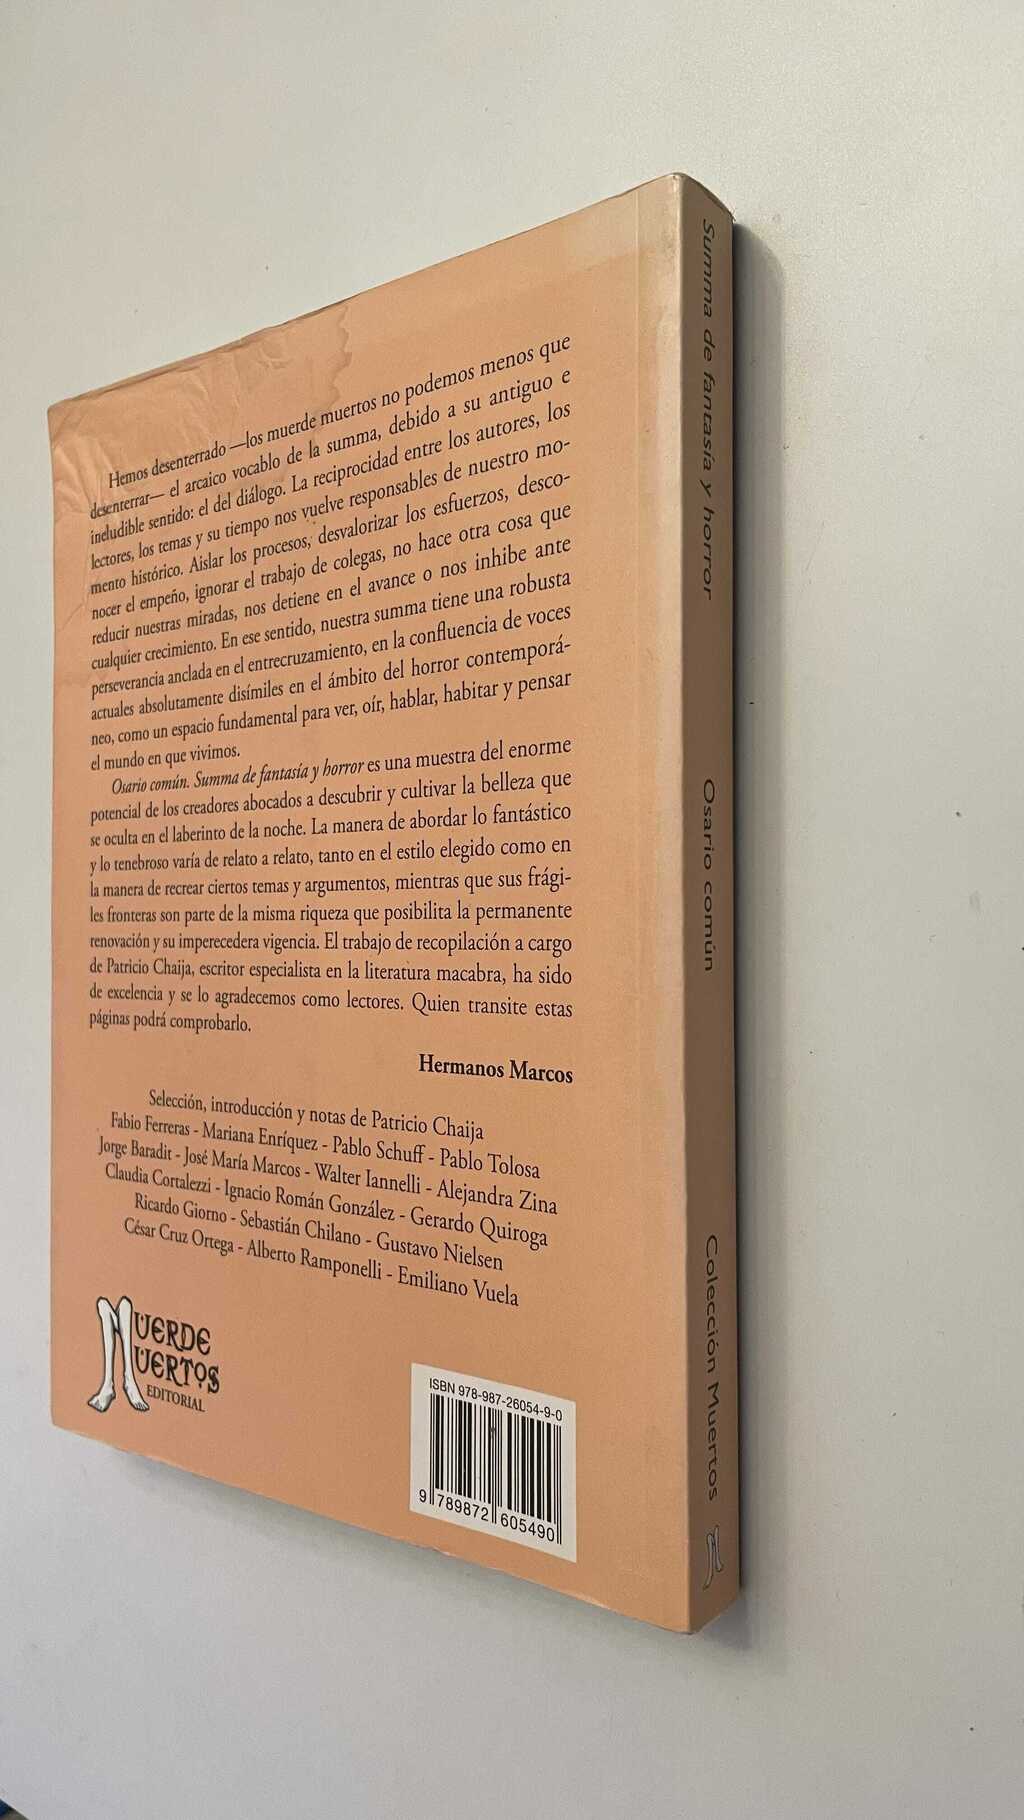 Hemos desenterrado —los muerde muertos no podemos menos que
desenterrar— el arcaico vocablo de la summa, debido a su antiguo e
ineludible sentido: el del diálogo. La reciprocidad entre los autores, los
lectores, los temas y su tiempo nos vuelve responsables de nuestro mo-
mento histórico. Aislar los procesos, desvalorizar los esfuerzos, desco-
nocer el empeño, ignorar el trabajo de colegas, no hace otra cosa que
reducir nuestras miradas, nos detiene en el avance o nos inhibe ante
cualquier crecimiento. En ese sentido, nuestra summa tiene una robusta
perseverancia anclada en el entrecruzamiento, en la confluencia de voces
actuales absolutamente disímiles en el ámbito del horror contemporá-
neo, como un espacio fundamental para ver, oír, hablar, habitar y pensar
el mundo en que vivimos.
Osario común. Summa de fantasía y horror es una muestra del enorme
potencial de los creadores abocados a descubrir y cultivar la belleza que
se oculta en el laberinto de la noche. La manera de abordar lo fantástico
y lo tenebroso varía de relato a relato, tanto en el estilo elegido como en
la manera de recrear ciertos temas y argumentos, mientras que sus frági-
les fronteras son parte de la misma riqueza que posibilita la permanente
renovación y su imperecedera vigencia. El trabajo de recopilación a cargo
de Patricio Chaija, escritor especialista en la literatura macabra, ha sido
de excelencia y se lo agradecemos como lectores. Quien transite estas
páginas podrá comprobarlo.
Hermanos Marcos
Selección, introducción y notas de Patricio Chaija
Fabio Ferreras - Mariana Enríquez - Pablo Schuff - Pablo Tolosa
Jorge Baradit - José María Marcos - Walter Iannelli - Alejandra Zina
Claudia Cortalezzi - Ignacio Román González - Gerardo Quiroga
Ricardo Giorno - Sebastián Chilano - Gustavo Nielsen
César Cruz Ortega - Alberto Ramponelli - Emiliano Vuela
MUERDE
MUERTOS
EDITORIAL
ISBN 978-987-26054-9-0
9 789872 605490
Summa de fantasía y horror
Osario común
Colección Muertos